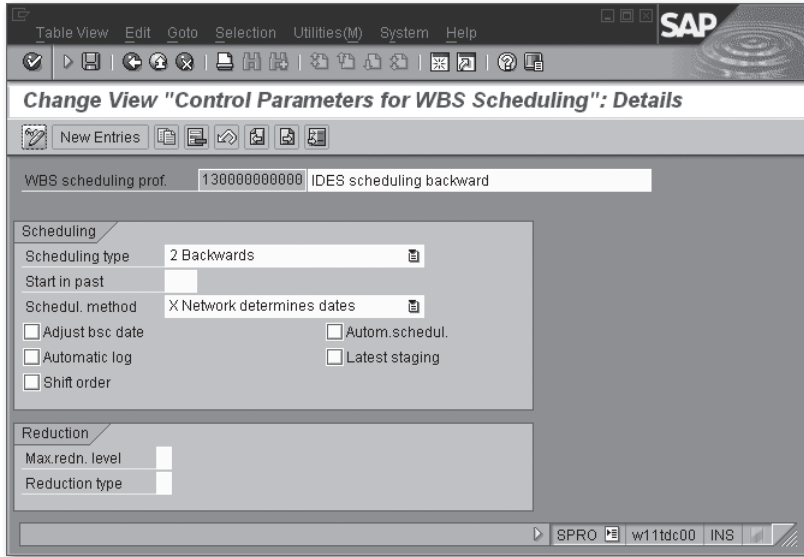 Table View Edit Goto Selection Utilities(M) System Help
SAP
Change View "Control Parameters for WBS Scheduling": Details
New Entries
WBS scheduling prof. 130000000000 IDES scheduling backward
Scheduling
Scheduling type 2 Backwards
Start in past
Schedul. method X Network determines dates
Adjust bsc date Autom.schedul.
Automatic log Latest staging
Shift order
Reduction
Max.redn. level
Reduction type
SPRO w11tdc00 INS